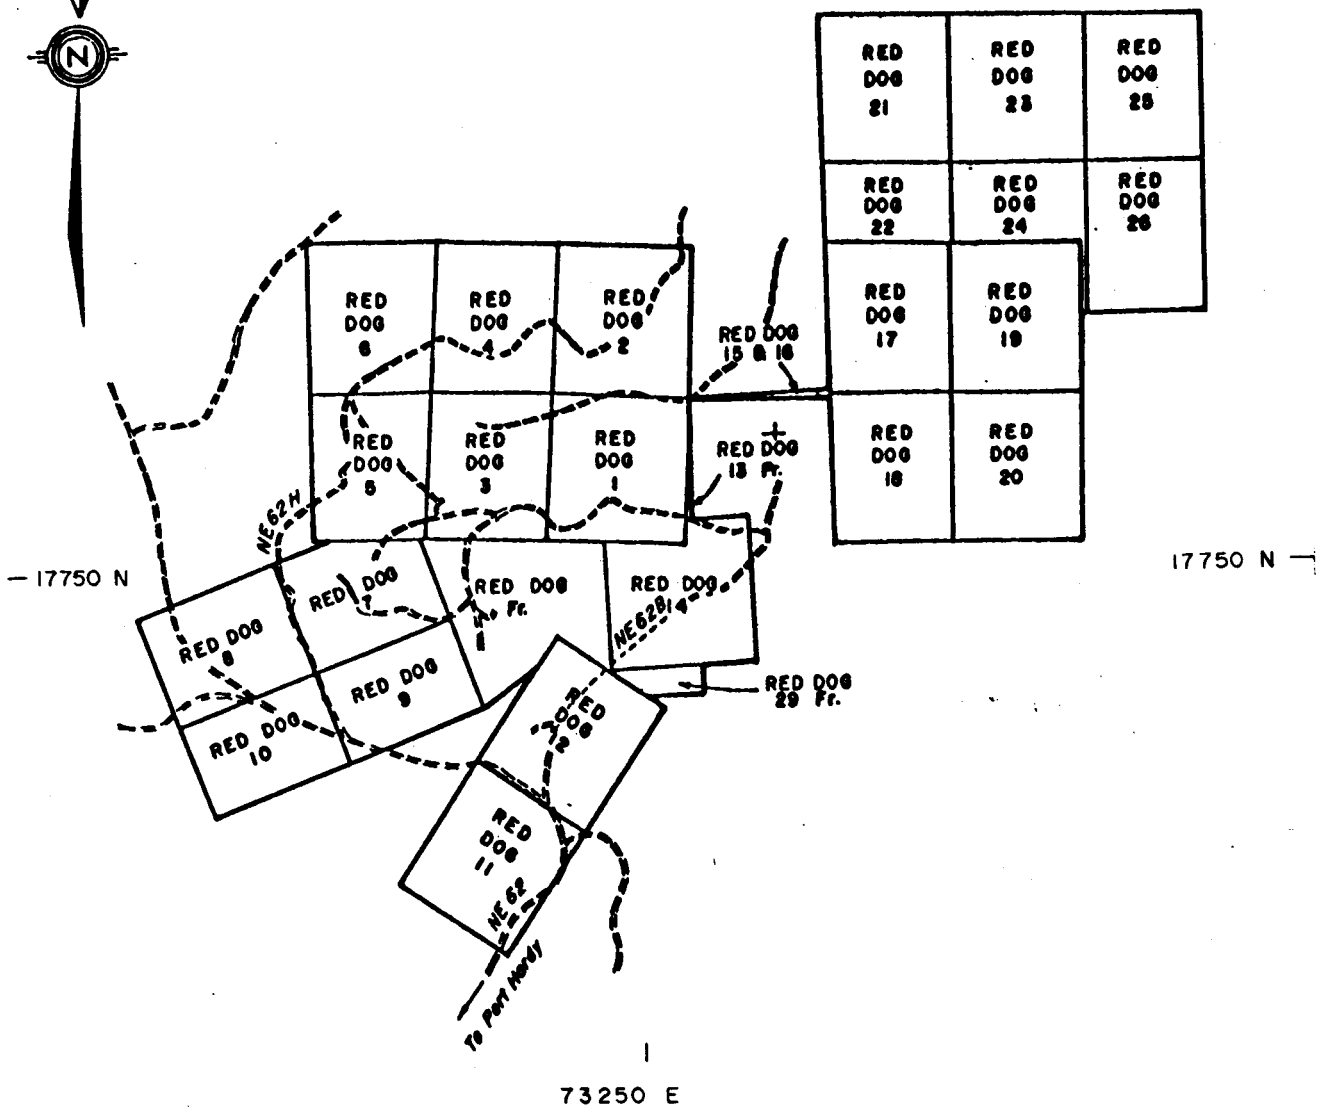 N
RED
DOG
21
RED
DOG
23
RED
DOG
25
RED
DOG
22
RED
DOG
24
RED
DOG
26
RED
DOG
6
RED
DOG
4
RED
DOG
2
RED DOG
15 & 16
RED
DOG
17
RED
DOG
19
RED
DOG
5
RED
DOG
3
RED
DOG
1
RED DOG
13 Fr.
RED
DOG
18
RED
DOG
20
NE62H
17750 N
17750 N
RED DOG
7
RED DOG
Fr.
RED DOG
14
NE62B
RED DOG
8
RED DOG
9
RED DOG
10
RED
DOG
12
RED DOG
29 Fr.
RED
DOG
11
NE 62
To Port Hardy
73250 E